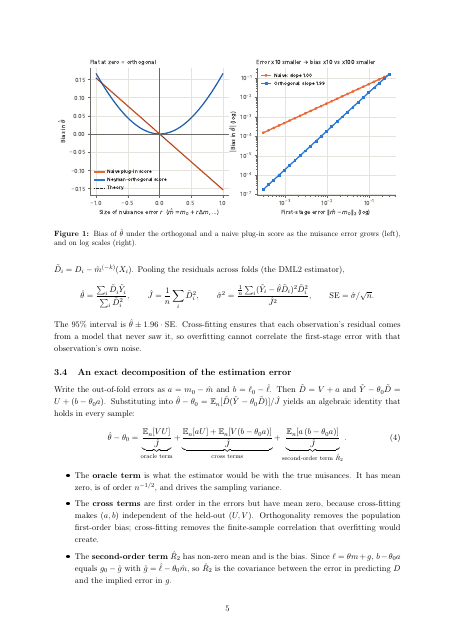 Flat at zero = orthogonal
Error x10 smaller → bias x10 vs x100 smaller
Bias in θ̂
0.15
0.10
0.05
0.00
−0.05
−0.10
−0.15
Naive plug-in score
Neyman-orthogonal score
Theory
−1.0 −0.5 0.0 0.5 1.0
Size of nuisance error r (m̂ = m₀ + rΔm, ...)
|Bias in θ̂| (log)
Naive: slope 1.00
Orthogonal: slope 1.99
First-stage error ‖m̂ − m₀‖₂ (log)
Figure 1: Bias of θ̂ under the orthogonal and a naive plug-in score as the nuisance error grows (left),
and on log scales (right).
D̃ᵢ = Dᵢ − m̂⁽⁻ᵏ⁾(Xᵢ). Pooling the residuals across folds (the DML2 estimator),
θ̂ = ∑ᵢ D̃ᵢỸᵢ / ∑ᵢ D̃ᵢ², Ĵ = 1/n ∑ᵢ D̃ᵢ², σ̂² = 1/n ∑ᵢ(Ỹᵢ − θ̂D̃ᵢ)²D̃ᵢ² / Ĵ², SE = σ̂/√n.
The 95% interval is θ̂ ± 1.96 · SE. Cross-fitting ensures that each observation's residual comes
from a model that never saw it, so overfitting cannot correlate the first-stage error with that
observation's own noise.
3.4 An exact decomposition of the estimation error
Write the out-of-fold errors as a = m₀ − m̂ and b = ℓ₀ − ℓ̂. Then D̃ = V + a and Ỹ − θ₀D̃ =
U + (b − θ₀a). Substituting into θ̂ − θ₀ = 𝔼ₙ[D̃(Ỹ − θ₀D̃)]/Ĵ yields an algebraic identity that
holds in every sample:
θ̂ − θ₀ = 𝔼ₙ[VU] / Ĵ + 𝔼ₙ[aU] + 𝔼ₙ[V(b − θ₀a)] / Ĵ + 𝔼ₙ[a (b − θ₀a)] / Ĵ . (4)
oracle term cross terms second-order term R̂₂
• The oracle term is what the estimator would be with the true nuisances. It has mean
zero, is of order n⁻¹ᐟ², and drives the sampling variance.
• The cross terms are first order in the errors but have mean zero, because cross-fitting
makes (a, b) independent of the held-out (U, V). Orthogonality removes the population
first-order bias; cross-fitting removes the finite-sample correlation that overfitting would
create.
• The second-order term R̂₂ has non-zero mean and is the bias. Since ℓ = θm + g, b−θ₀a
equals g₀ − ĝ with ĝ = ℓ̂ − θ₀m̂, so R̂₂ is the covariance between the error in predicting D
and the implied error in g.
5